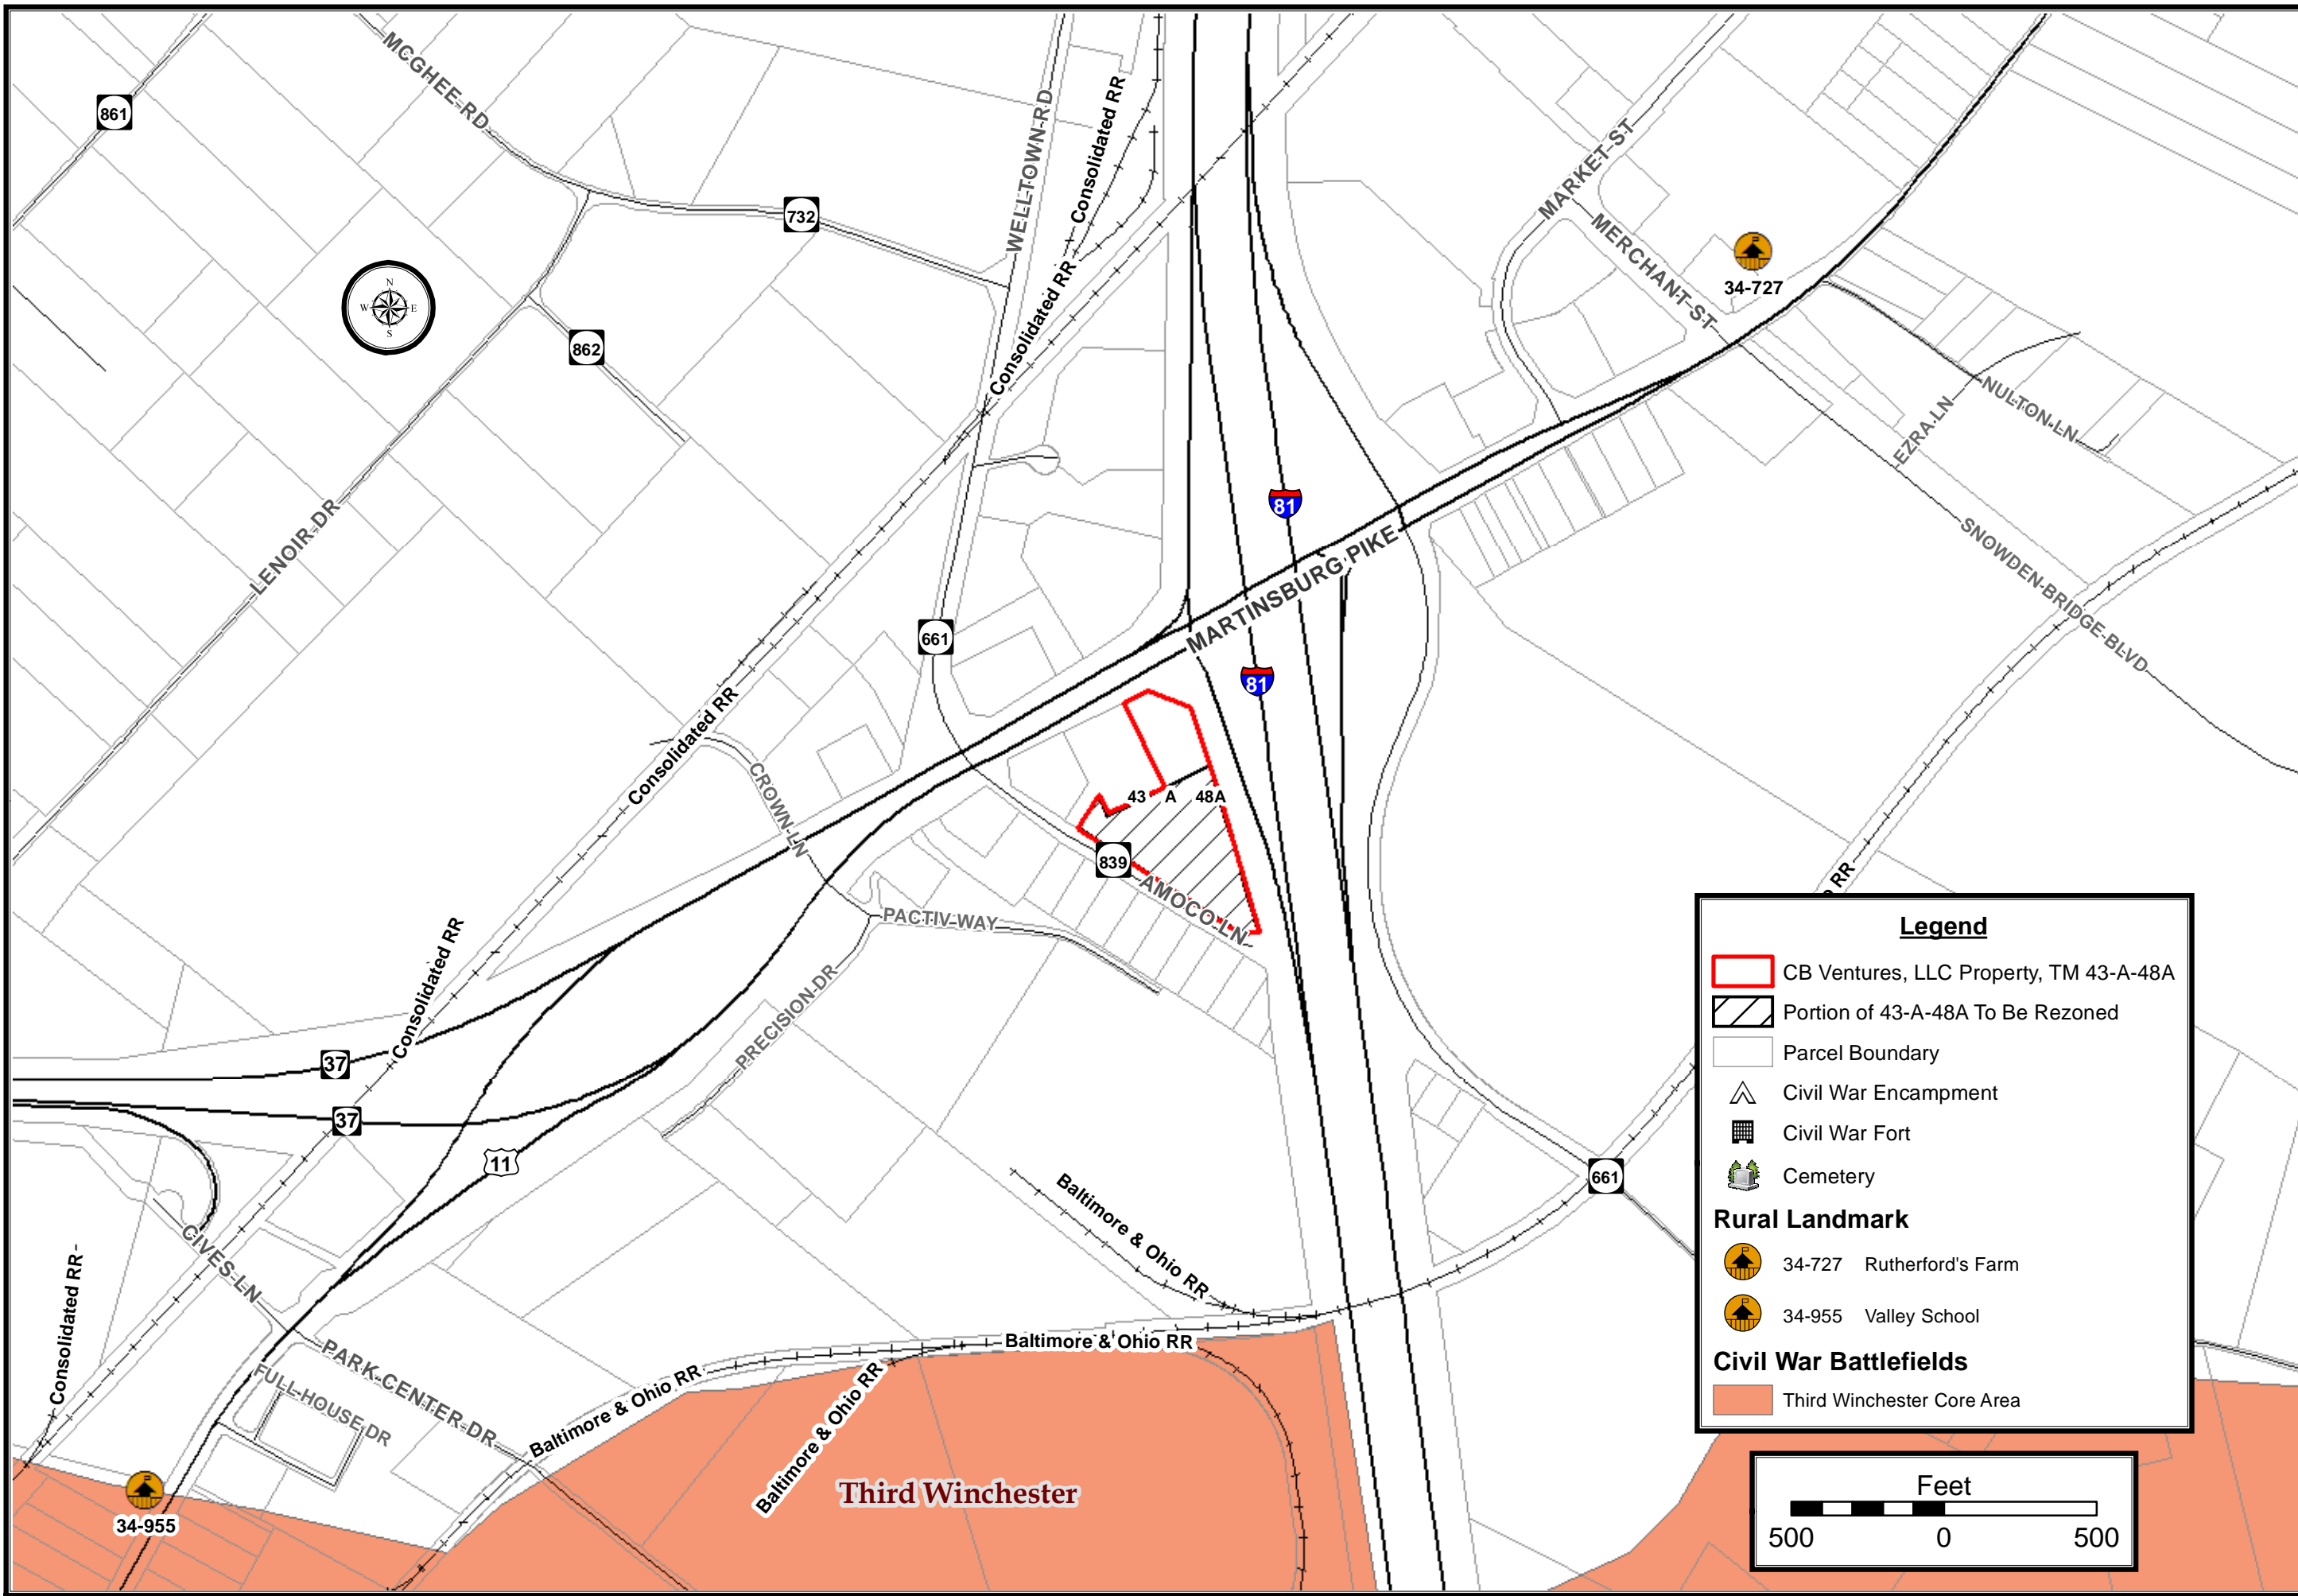 MCGHEE RD
861
WELLTOWN RD
Consolidated RR
MARKET ST
732
MERCHANT ST
34-727
N
W E
S
Consolidated RR
862
NULTON LN
EZRA LN
81
LENOIR DR
MARTINSBURG PIKE
SNOWDEN BRIDGE BLVD
661
81
Consolidated RR
CROWN LN
43 A 48A
839
AMOCO LN
PACTIV WAY
RR
Consolidated RR
PRECISION DR
37
37
11
661
Baltimore & Ohio RR
CIVES LN
Consolidated RR
Baltimore & Ohio RR
PARK CENTER DR
FULL HOUSE DR
Baltimore & Ohio RR
Baltimore & Ohio RR
Third Winchester
34-955
Legend
CB Ventures, LLC Property, TM 43-A-48A
Portion of 43-A-48A To Be Rezoned
Parcel Boundary
Civil War Encampment
Civil War Fort
Cemetery
Rural Landmark
34-727 Rutherford's Farm
34-955 Valley School
Civil War Battlefields
Third Winchester Core Area
Feet
500 0 500